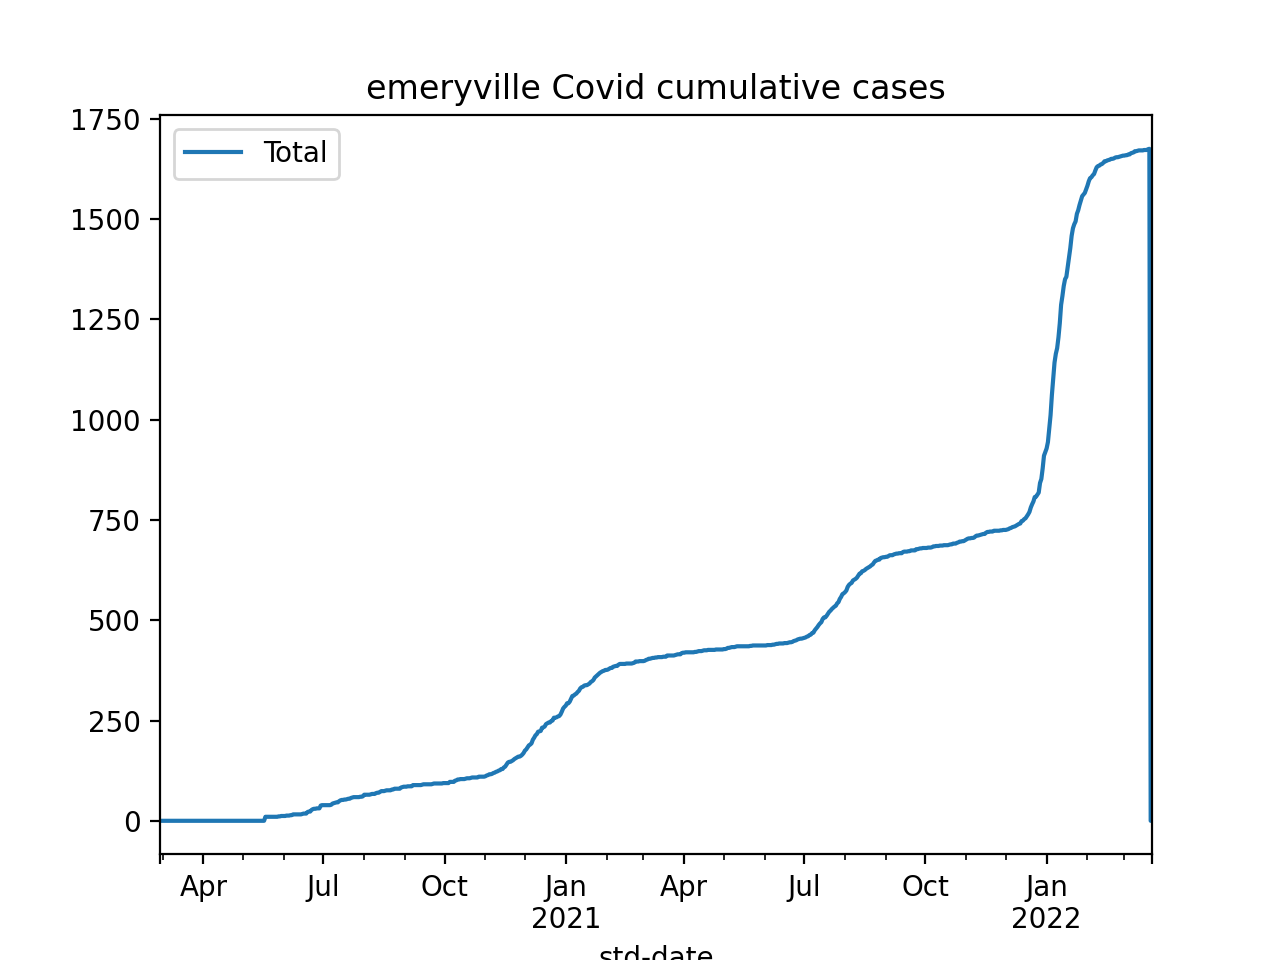 emeryville Covid cumulative cases
1750
Total
1500
1250
1000
750
500
250
0
Apr Jul Oct Jan Apr Jul Oct Jan
2021 2022
std-date